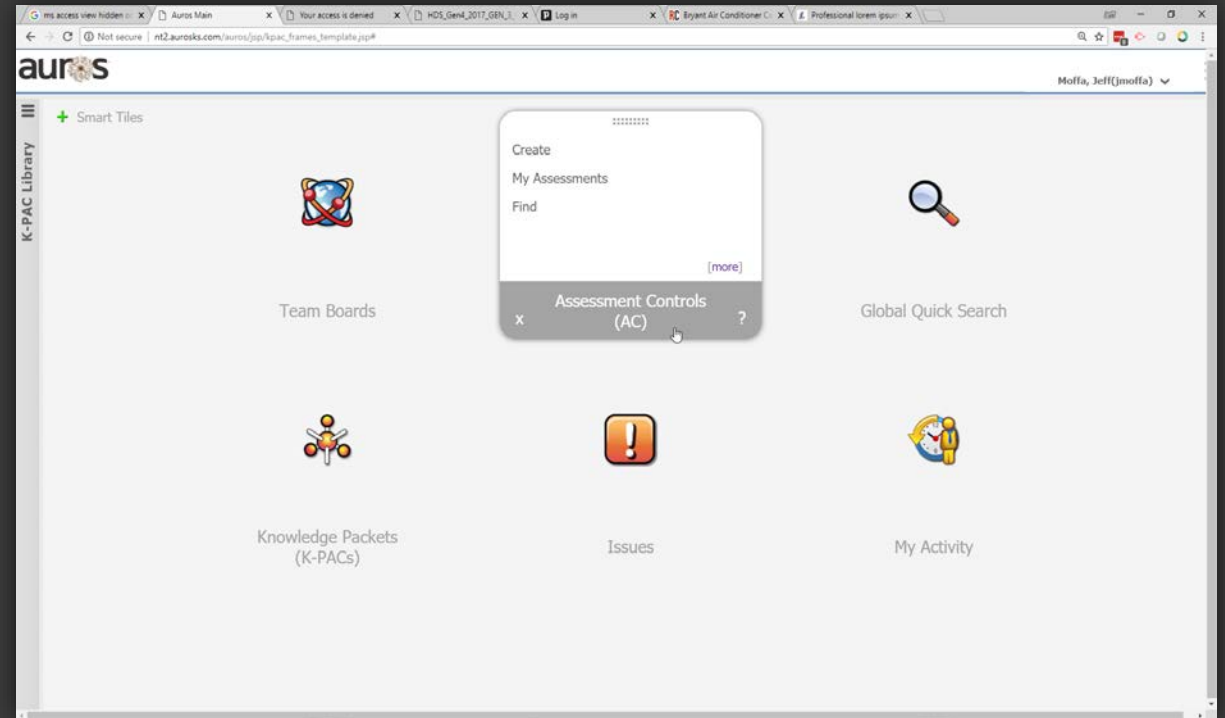 ms access view hidden
Auros Main
Your access is denied
HDS_Gen4_2017_GEN_I_
Log in
Bryant Air Conditioner
Professional lorem ipsu
Not secure | nt2.aurosks.com/auros/jsp/kpac_frames_template.jsp#
auros
Moffa, Jeff(jmoffa)
K-PAC Library
+ Smart Tiles
Create
My Assessments
Find
[more]
Team Boards
x
Assessment Controls
(AC)
?
Global Quick Search
Knowledge Packets
(K-PACs)
Issues
My Activity